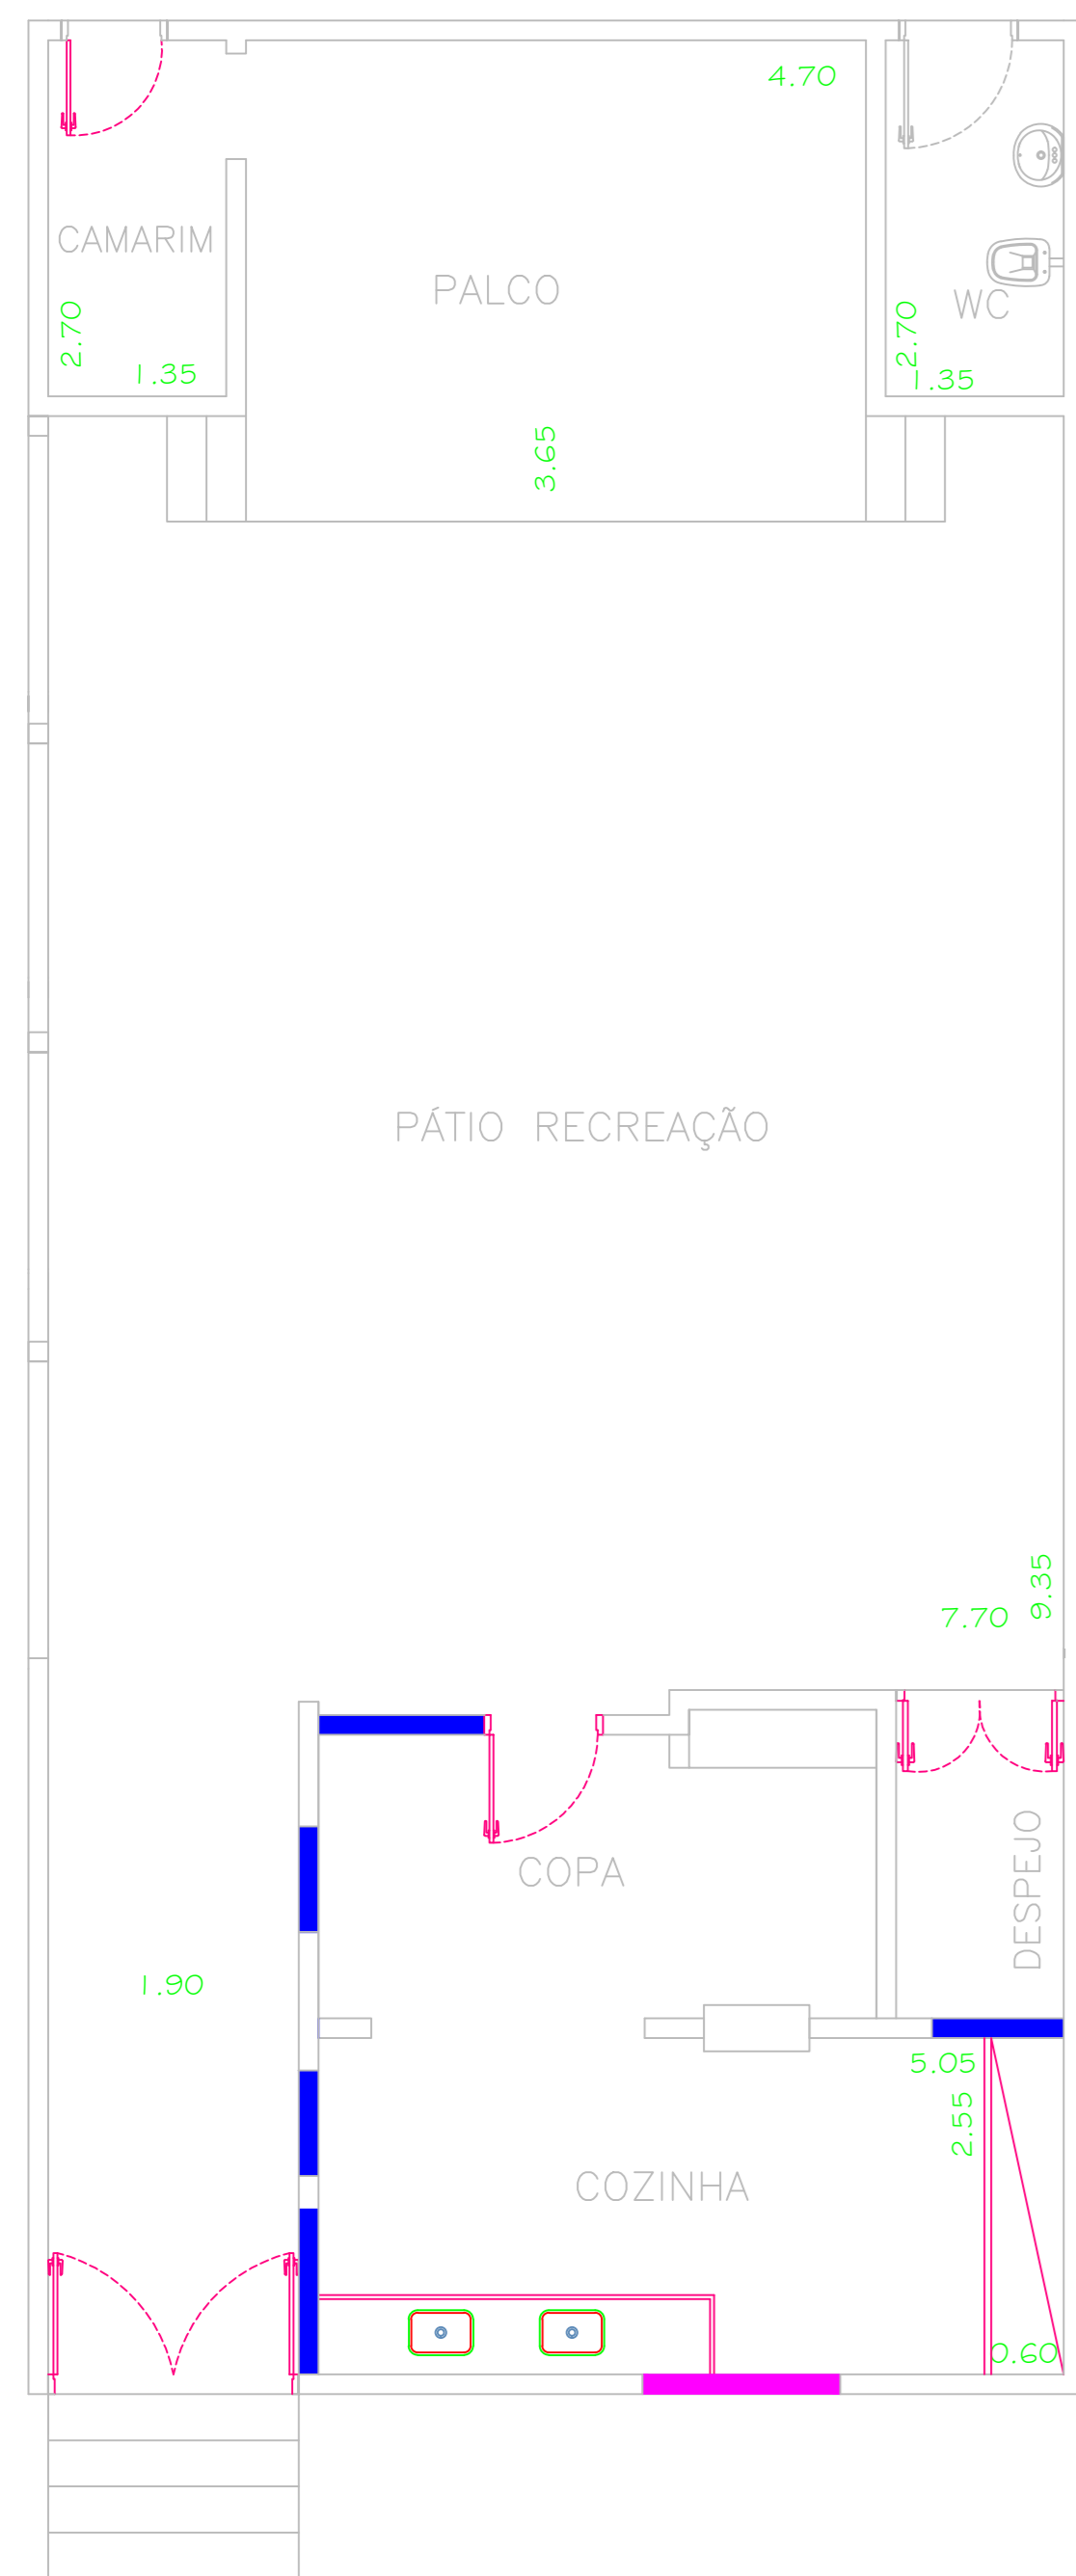 4.70
CAMARIM
PALCO
WC
2.70
1.35
2.70
1.35
3.65
PÁTIO RECREAÇÃO
9.35
7.70
COPA
DESPEJO
1.90
5.05
2.55
COZINHA
0.60